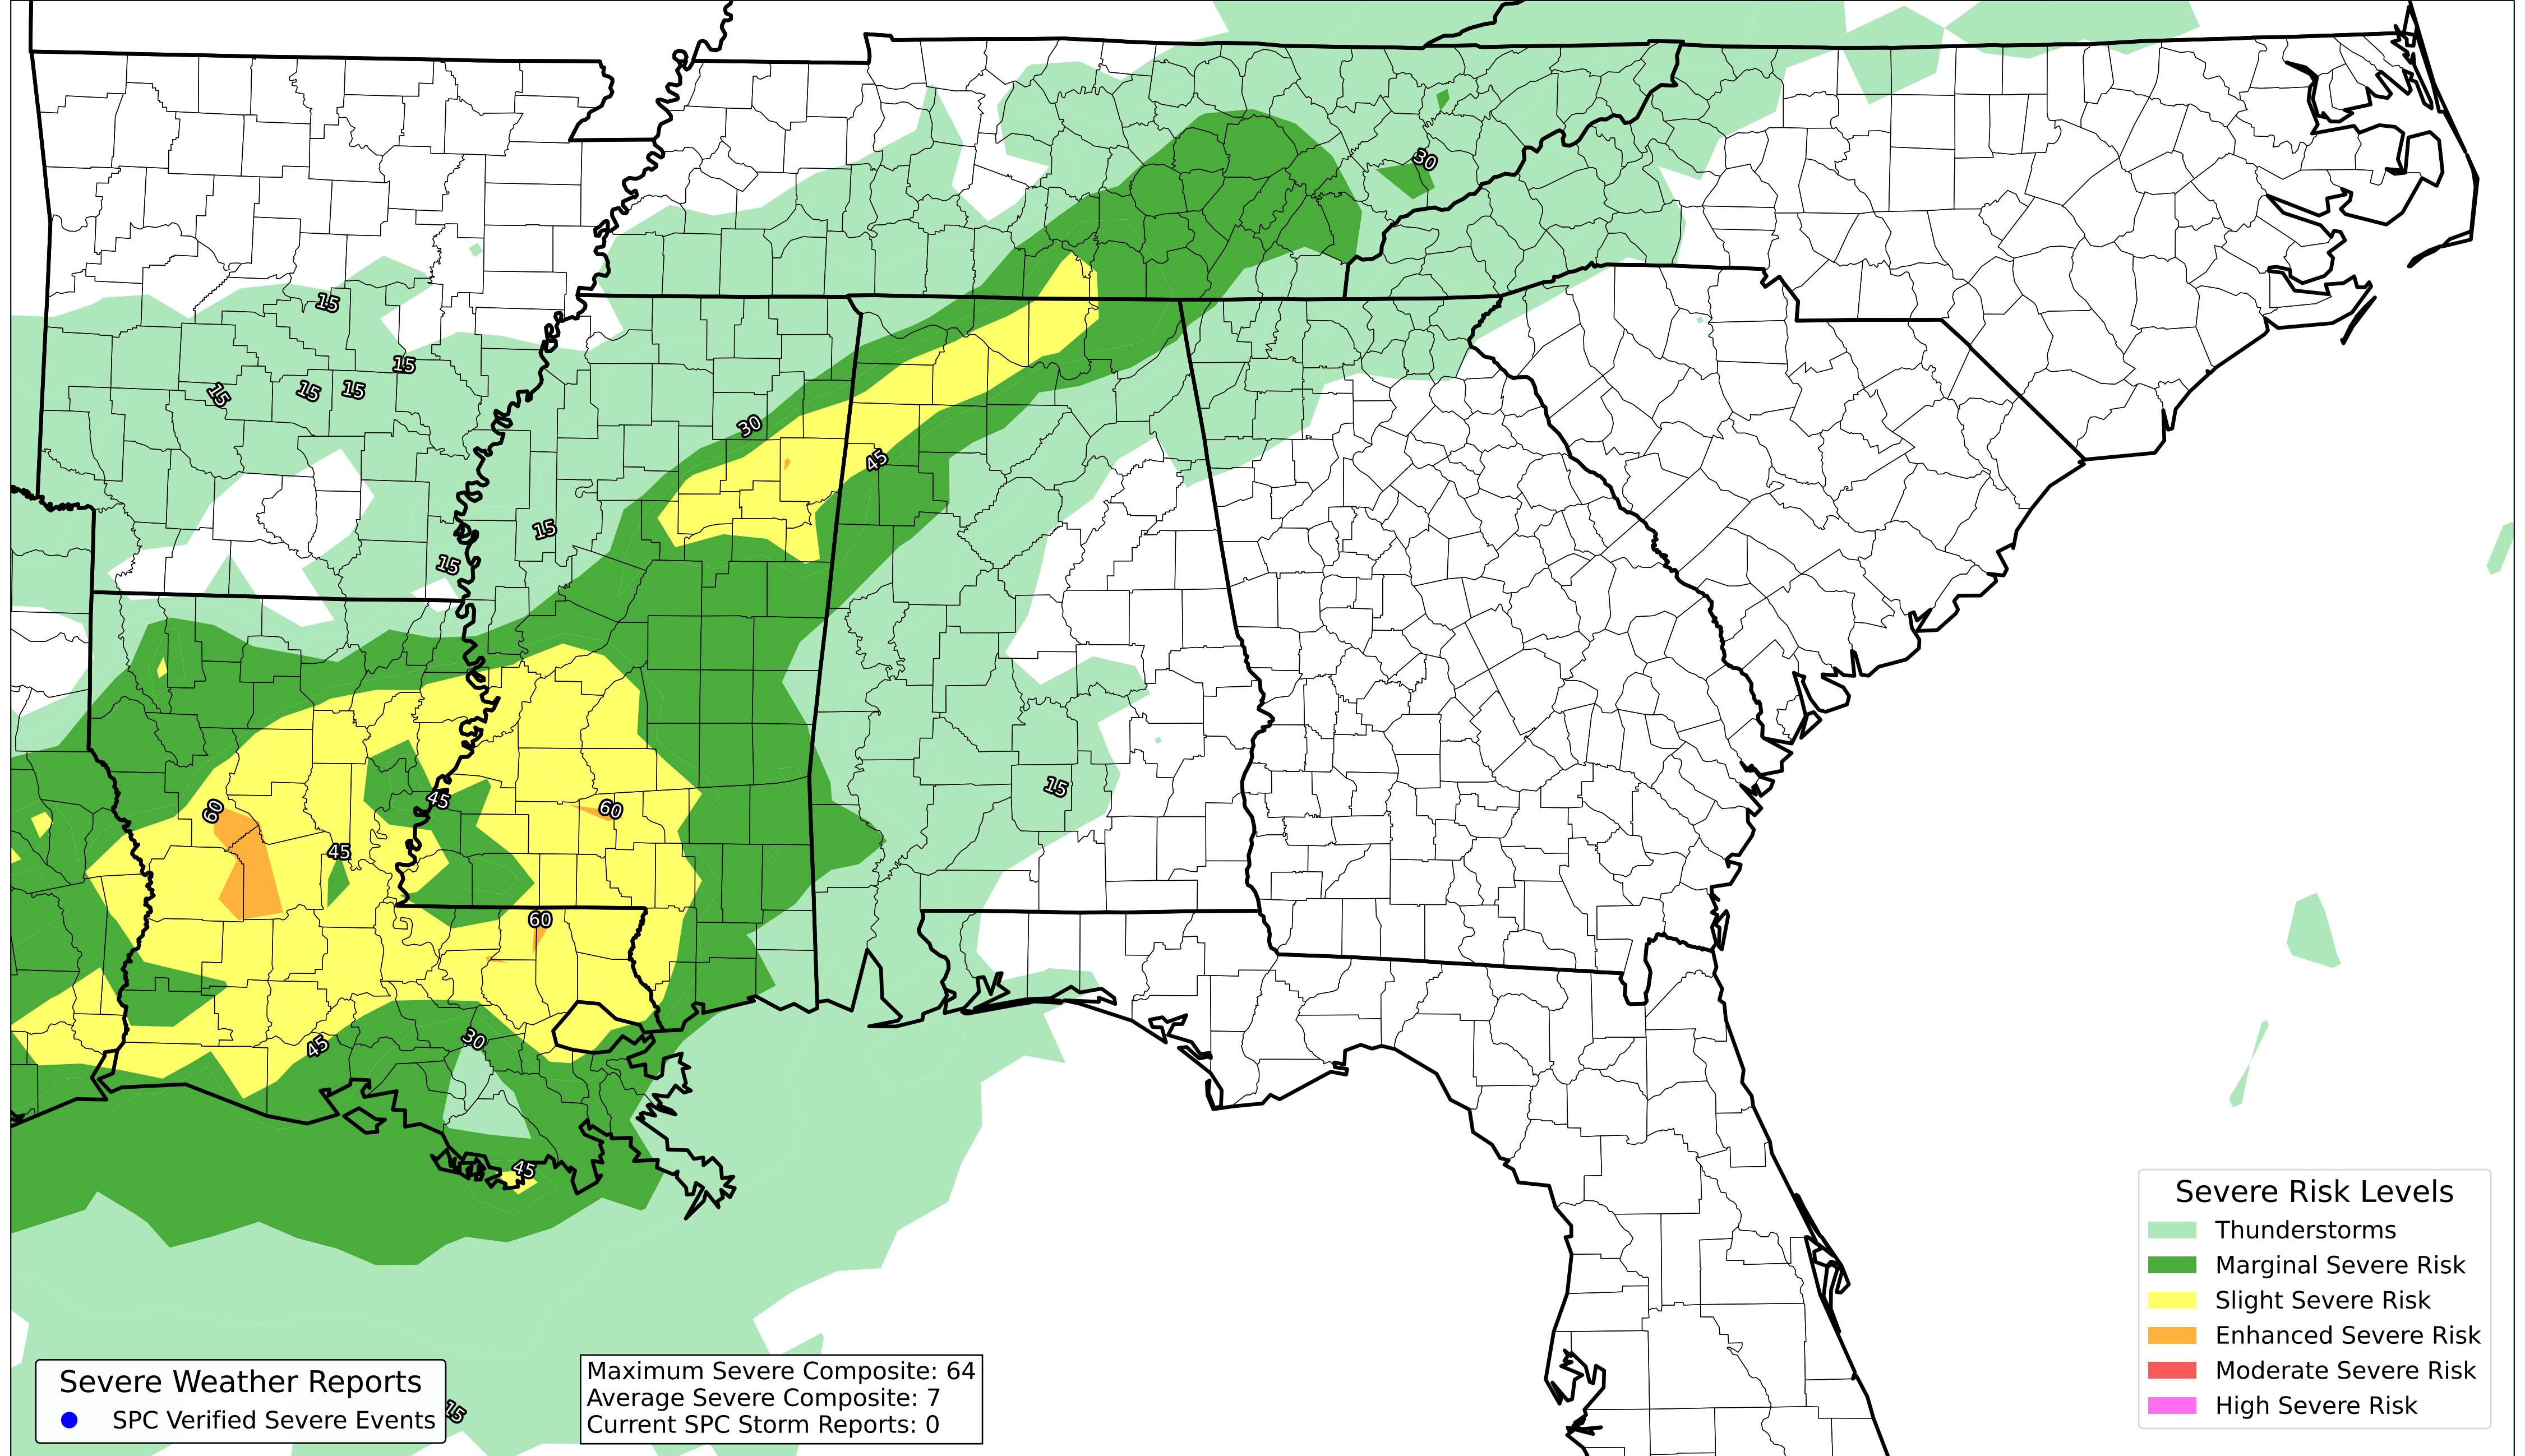 30
15
15
15
15
15
30
45
15
15
15
45
60
60
45
60
30
45
45
15
Severe Risk Levels
Thunderstorms
Marginal Severe Risk
Slight Severe Risk
Enhanced Severe Risk
Moderate Severe Risk
High Severe Risk
Severe Weather Reports
SPC Verified Severe Events
Maximum Severe Composite: 64
Average Severe Composite: 7
Current SPC Storm Reports: 0